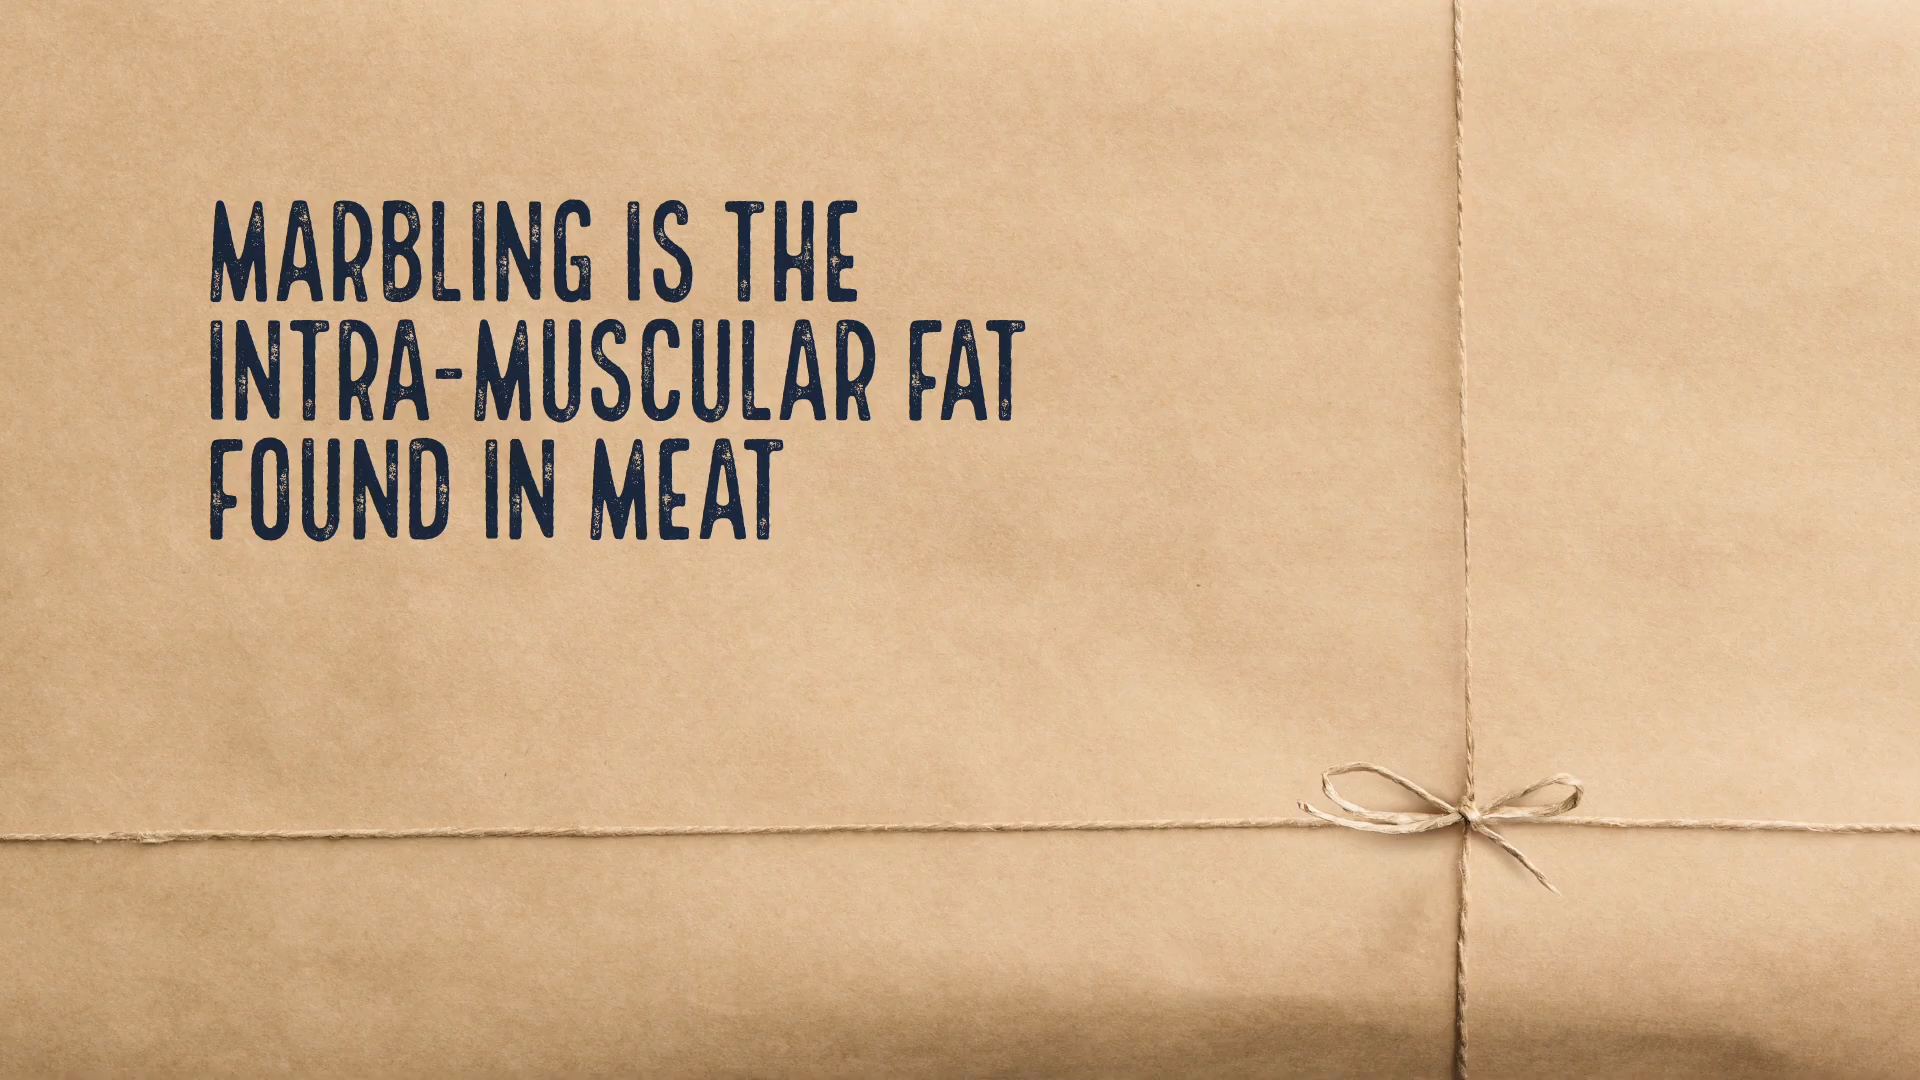 MARBLING IS THE
INTRA-MUSCULAR FAT
FOUND IN MEAT